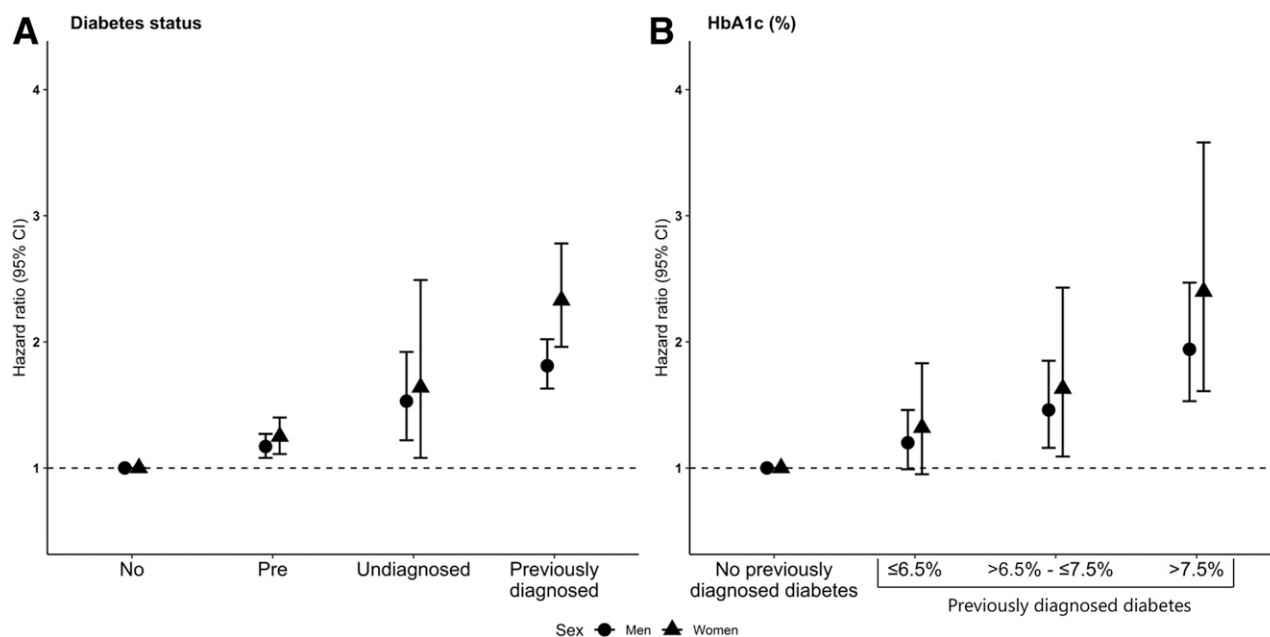 A Diabetes status
Hazard ratio (95% CI)
4
3
2
1
No
Pre
Undiagnosed
Previously
diagnosed
B HbA1c (%)
Hazard ratio (95% CI)
4
3
2
1
No previously
diagnosed diabetes
≤6.5%
>6.5% - ≤7.5%
>7.5%
Previously diagnosed diabetes
Sex Men Women